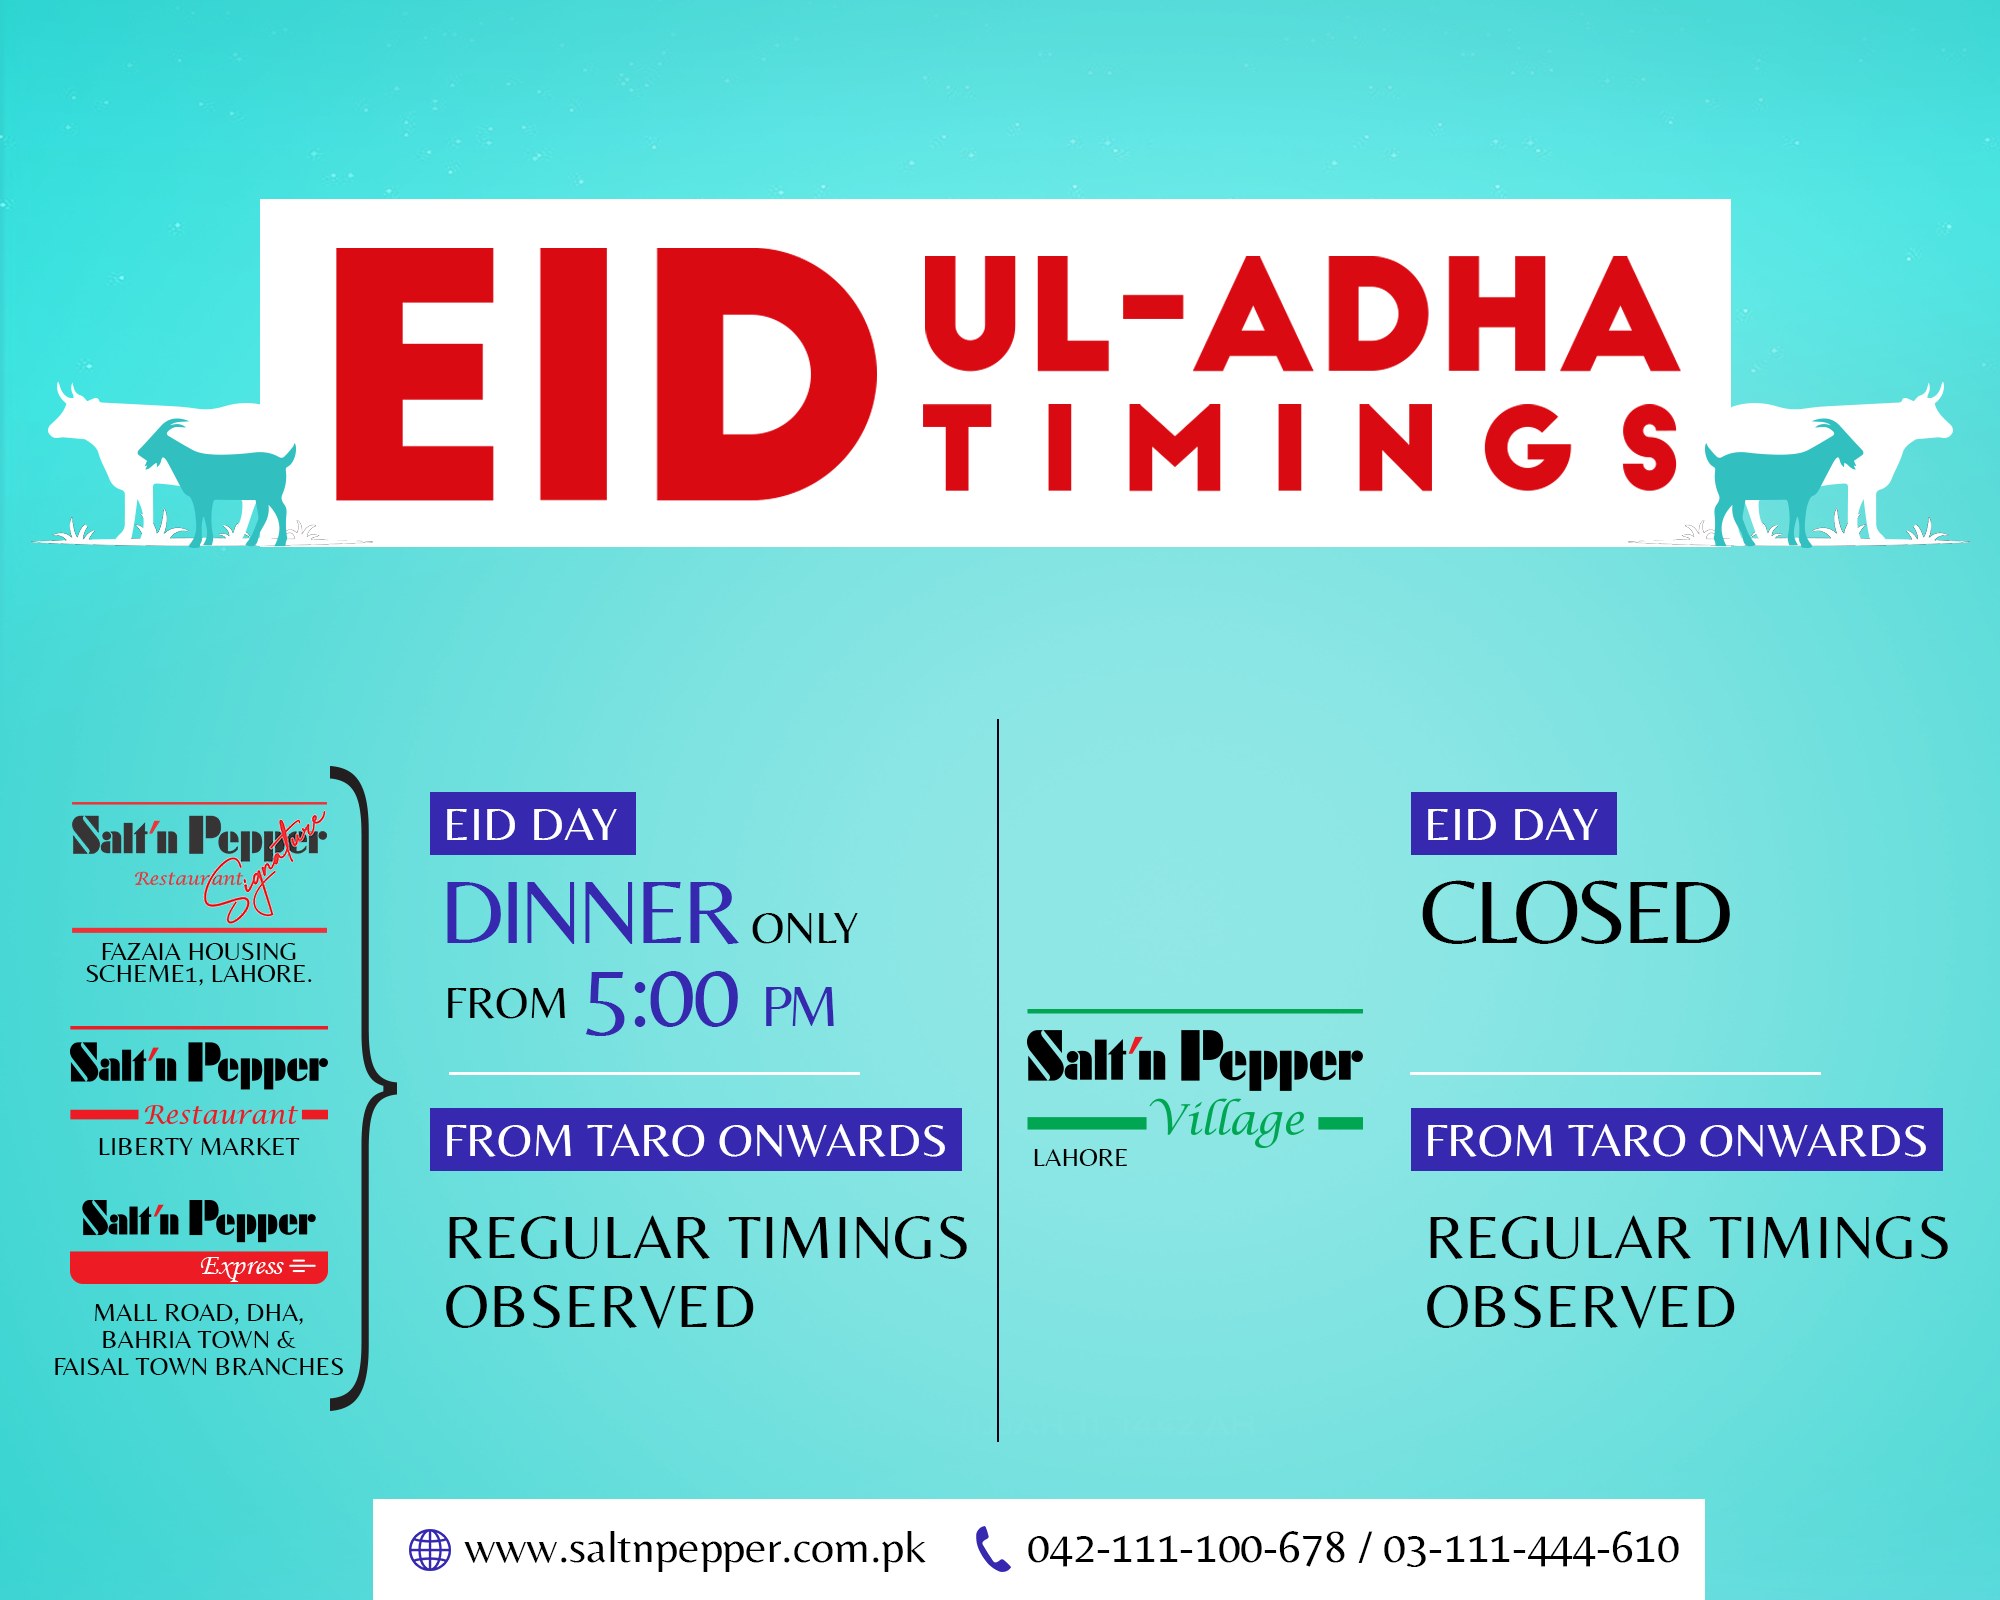 EID UL-ADHA
TIMINGS
Salt'n Pepper
Restaurant Signature
FAZAIA HOUSING
SCHEME1, LAHORE.
Salt'n Pepper
Restaurant
LIBERTY MARKET
Salt'n Pepper
Express
MALL ROAD, DHA,
BAHRIA TOWN &
FAISAL TOWN BRANCHES
EID DAY
DINNER ONLY
FROM 5:00 PM
FROM TARO ONWARDS
REGULAR TIMINGS
OBSERVED
Salt'n Pepper
Village
LAHORE
EID DAY
CLOSED
FROM TARO ONWARDS
REGULAR TIMINGS
OBSERVED
www.saltnpepper.com.pk 042-111-100-678 / 03-111-444-610